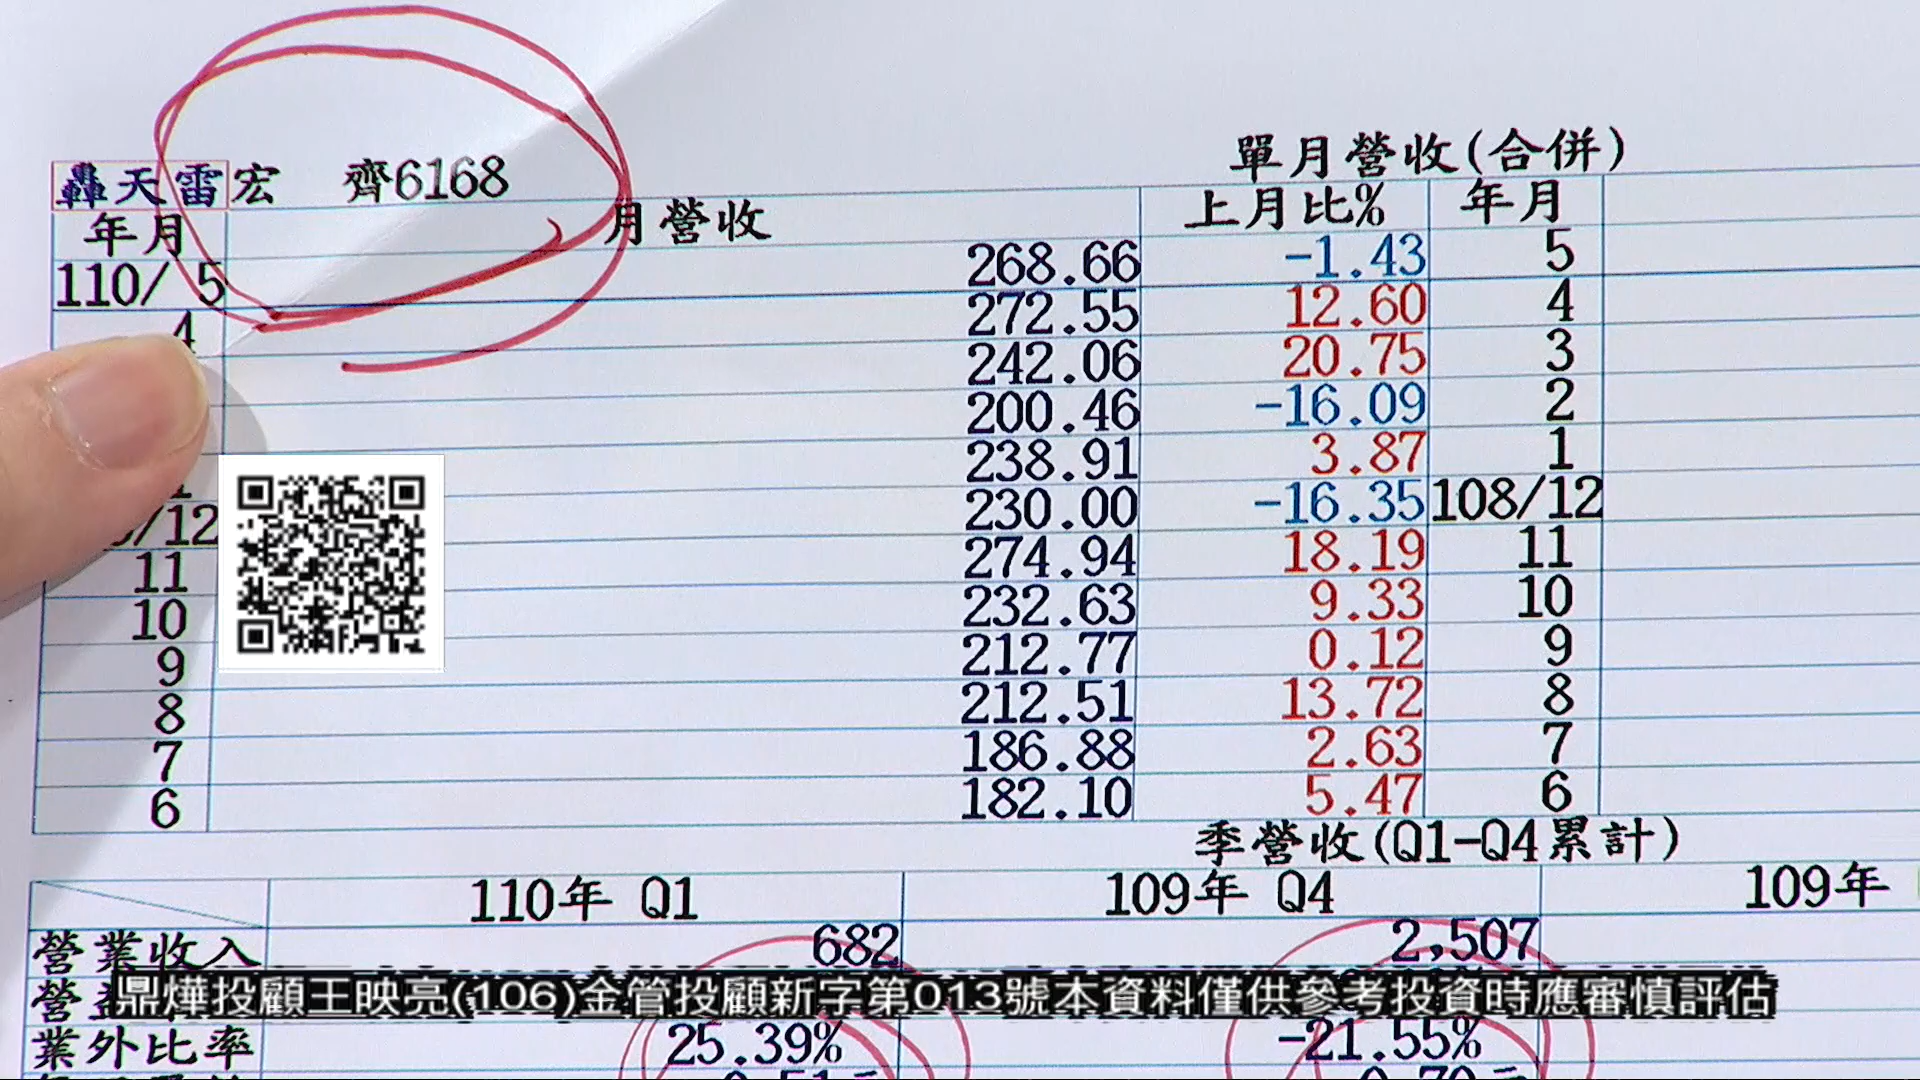 單月營收(合併)
轟天雷宏 齊6168
年月 月營收 上月比% 年月
110/ 5 268.66 -1.43 5
4 272.55 12.60 4
242.06 20.75 3
200.46 -16.09 2
1 238.91 3.87 1
/12 230.00 -16.35 108/12
11 274.94 18.19 11
10 232.63 9.33 10
9 212.77 0.12 9
8 212.51 13.72 8
7 186.88 2.63 7
6 182.10 5.47 6
季營收(Q1-Q4累計)
110年 Q1 109年 Q4 109年
營業收入 682 2,507
鼎燁投顧王映亮(106)金管投顧新字第013號本資料僅供參考投資時應審慎評估
業外比率 25.39% -21.55%